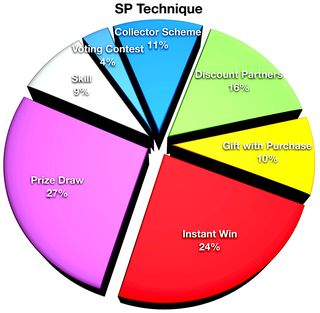 SP Technique
Collector Scheme
11%
Voting Contest
4%
Discount Partners
16%
Skill
9%
Gift with Purchase
10%
Prize Draw
27%
Instant Win
24%